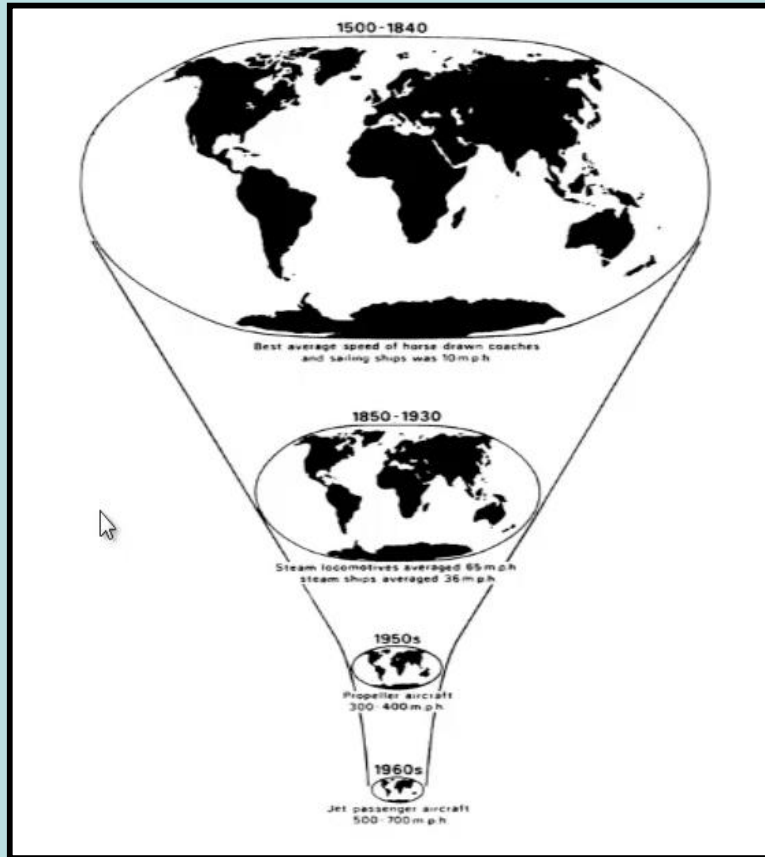 1500-1840
Best average speed of horse drawn coaches
and sailing ships was 10 m.p.h
1850-1930
Steam locomotives averaged 65 m.p.h
steam ships averaged 36 m.p.h
1950s
Propeller aircraft
300-400 m.p.h
1960s
Jet passenger aircraft
500-700 m.p.h.